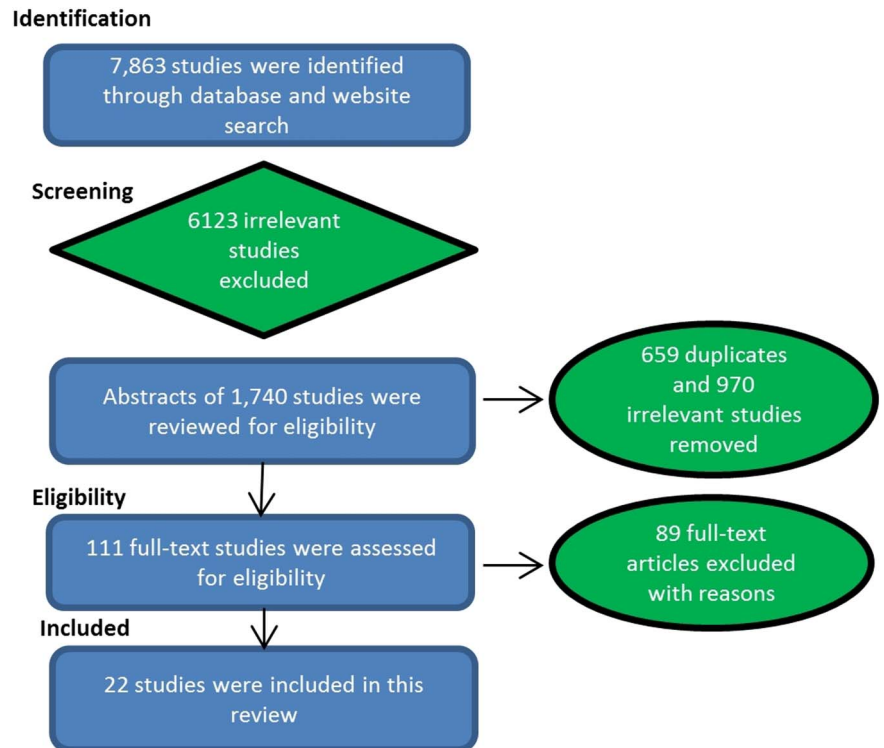 Identification
7,863 studies were identified
through database and website
search
Screening
6123 irrelevant
studies
excluded
Abstracts of 1,740 studies were
reviewed for eligibility
659 duplicates
and 970
irrelevant studies
removed
Eligibility
111 full-text studies were assessed
for eligibility
89 full-text
articles excluded
with reasons
Included
22 studies were included in this
review